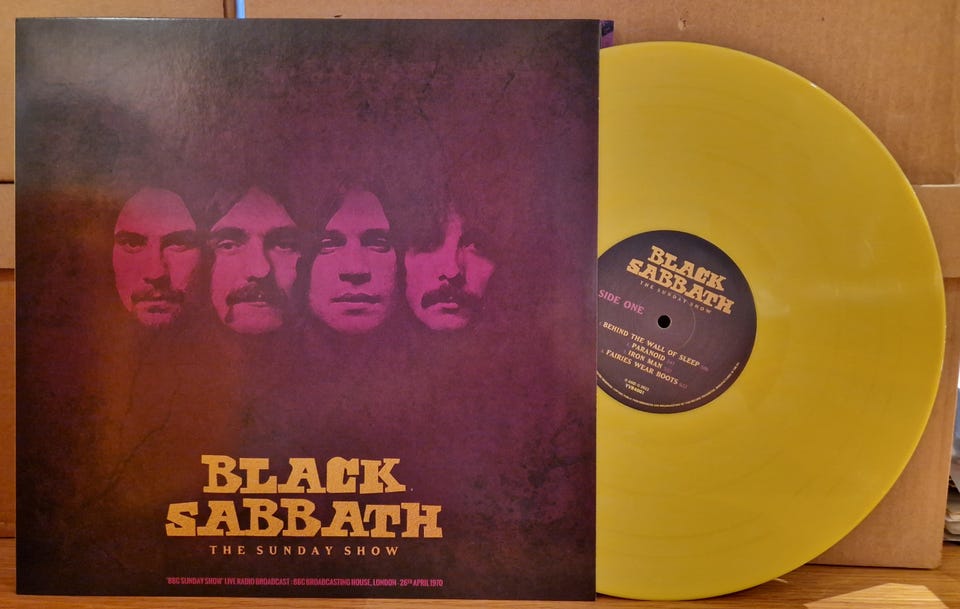 BLACK
SABBATH
THE SUNDAY SHOW
'BBC SUNDAY SHOW' LIVE RADIO BROADCAST : BBC BROADCASTING HOUSE, LONDON - 26TH APRIL 1970
BLACK
SABBATH
THE SUNDAY SHOW
SIDE ONE
BEHIND THE WALL OF SLEEP
PARANOID
IRON MAN
FAIRIES WEAR BOOTS